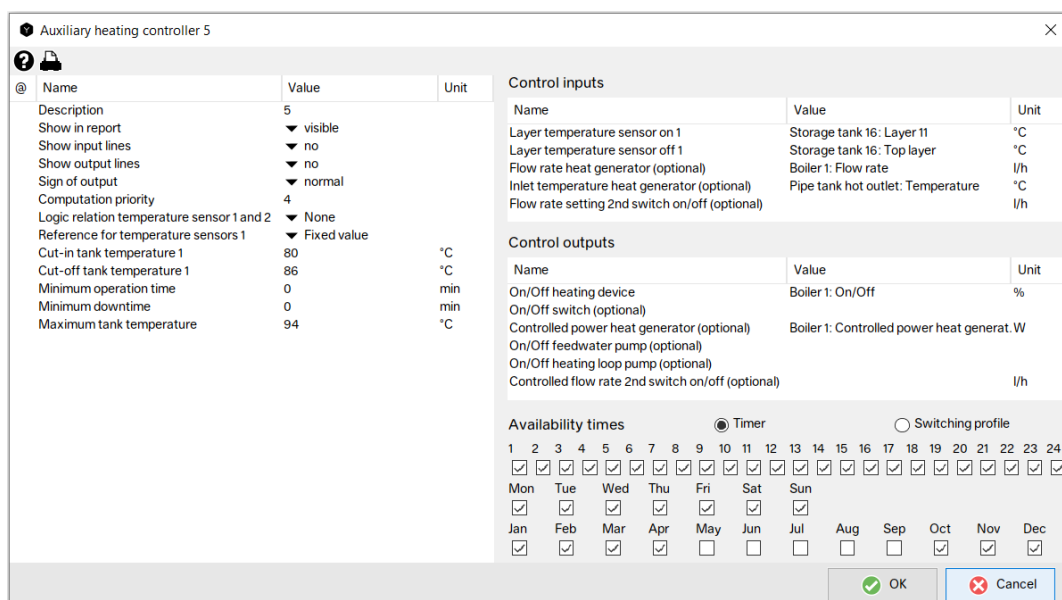 Auxiliary heating controller 5
@ Name Value Unit
Description 5
Show in report visible
Show input lines no
Show output lines no
Sign of output normal
Computation priority 4
Logic relation temperature sensor 1 and 2 None
Reference for temperature sensors 1 Fixed value
Cut-in tank temperature 1 80 °C
Cut-off tank temperature 1 86 °C
Minimum operation time 0 min
Minimum downtime 0 min
Maximum tank temperature 94 °C
Control inputs
Name Value Unit
Layer temperature sensor on 1 Storage tank 16: Layer 11 °C
Layer temperature sensor off 1 Storage tank 16: Top layer °C
Flow rate heat generator (optional) Boiler 1: Flow rate l/h
Inlet temperature heat generator (optional) Pipe tank hot outlet: Temperature °C
Flow rate setting 2nd switch on/off (optional) l/h
Control outputs
Name Value Unit
On/Off heating device Boiler 1: On/Off %
On/Off switch (optional)
Controlled power heat generator (optional) Boiler 1: Controlled power heat generat. W
On/Off feedwater pump (optional)
On/Off heating loop pump (optional)
Controlled flow rate 2nd switch on/off (optional) l/h
Availability times Timer Switching profile
1 2 3 4 5 6 7 8 9 10 11 12 13 14 15 16 17 18 19 20 21 22 23 24
Mon Tue Wed Thu Fri Sat Sun
Jan Feb Mar Apr May Jun Jul Aug Sep Oct Nov Dec
OK Cancel